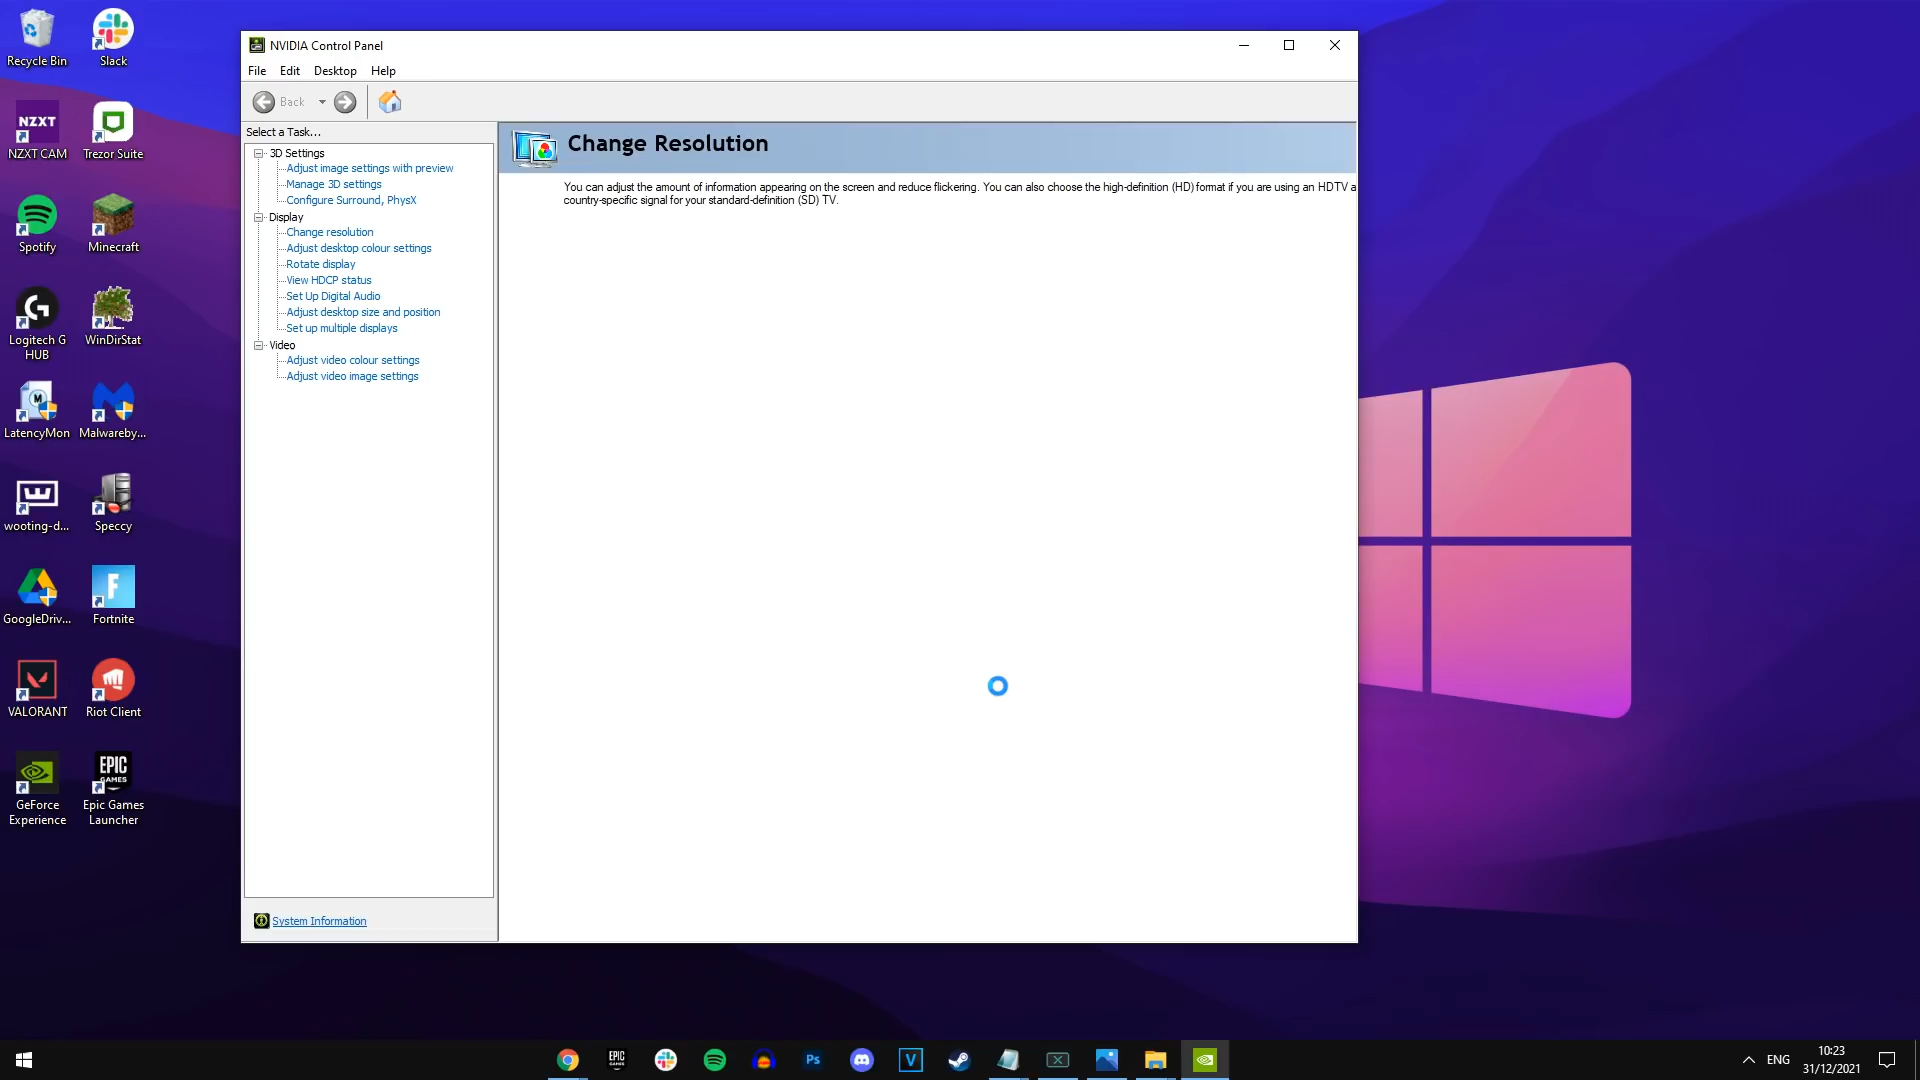 Recycle Bin
Slack
NZXT
NZXT CAM
Trezor Suite
Spotify
Minecraft
Logitech G
HUB
WinDirStat
M
LatencyMon
Malwareby...
wooting-d...
Speccy
GoogleDriv...
F
Fortnite
VALORANT
Riot Client
GeForce
Experience
EPIC
GAMES
Epic Games
Launcher
NVIDIA Control Panel
File Edit Desktop Help
Back
Select a Task...
3D Settings
Adjust image settings with preview
Manage 3D settings
Configure Surround, PhysX
Display
Change resolution
Adjust desktop colour settings
Rotate display
View HDCP status
Set Up Digital Audio
Adjust desktop size and position
Set up multiple displays
Video
Adjust video colour settings
Adjust video image settings
System Information
Change Resolution
You can adjust the amount of information appearing on the screen and reduce flickering. You can also choose the high-definition (HD) format if you are using an HDTV a
country-specific signal for your standard-definition (SD) TV.
EPIC
GAMES
Ps
V
ENG
10:23
31/12/2021